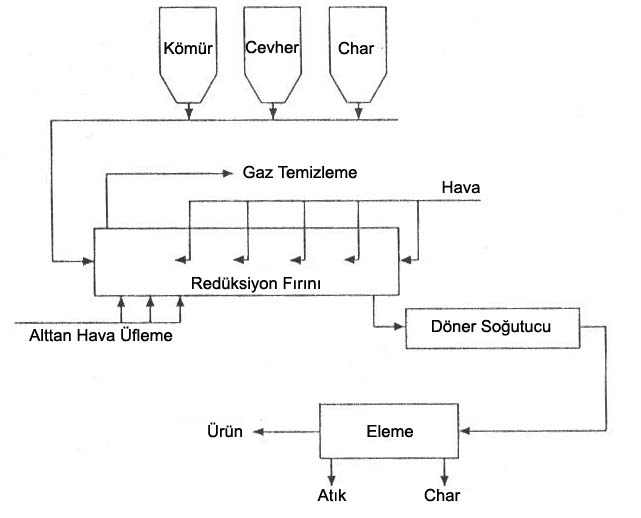 Kömür
Cevher
Char
Gaz Temizleme
Hava
Redüksiyon Fırını
Alttan Hava Üfleme
Döner Soğutucu
Ürün
Eleme
Atık
Char